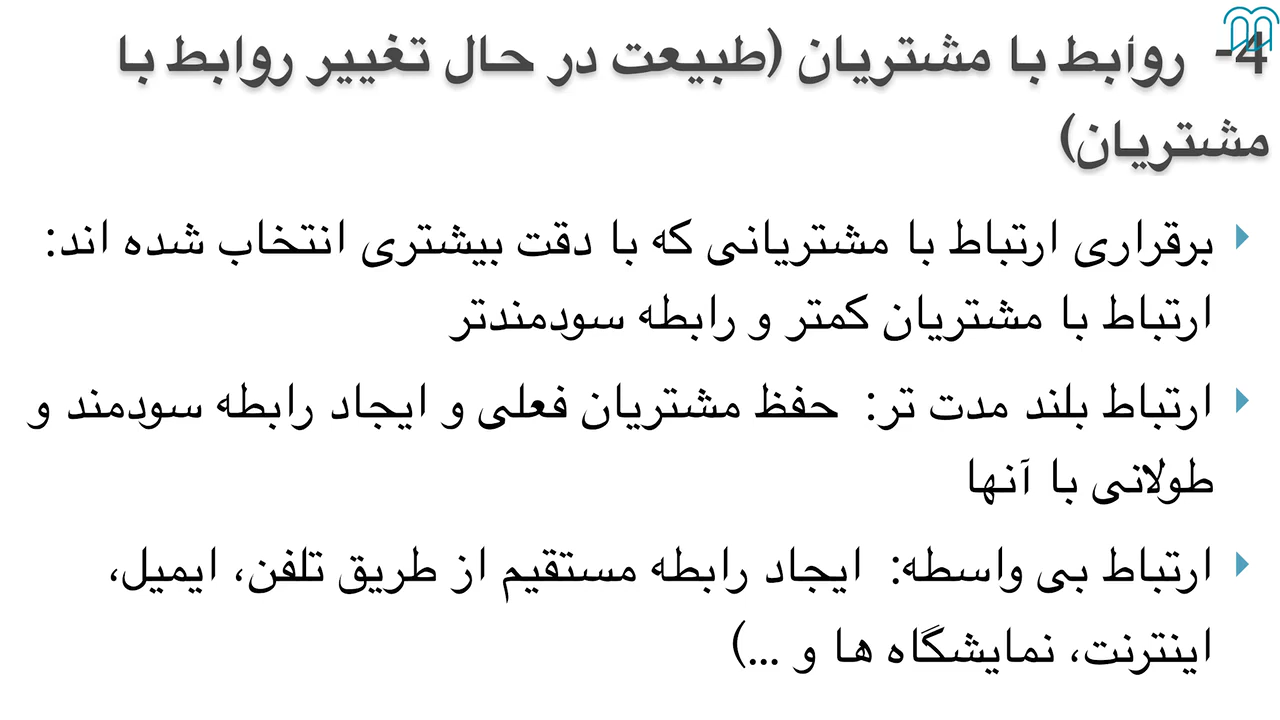 4- روابط با مشتریان (طبیعت در حال تغییر روابط با
مشتریان)
برقراری ارتباط با مشتریانی که با دقت بیشتری انتخاب شده اند:
ارتباط با مشتریان کمتر و رابطه سودمندتر
ارتباط بلند مدت تر: حفظ مشتریان فعلی و ایجاد رابطه سودمند و
طولانی با آنها
ارتباط بی واسطه: ایجاد رابطه مستقیم از طریق تلفن، ایمیل،
اینترنت، نمایشگاه ها و ...)